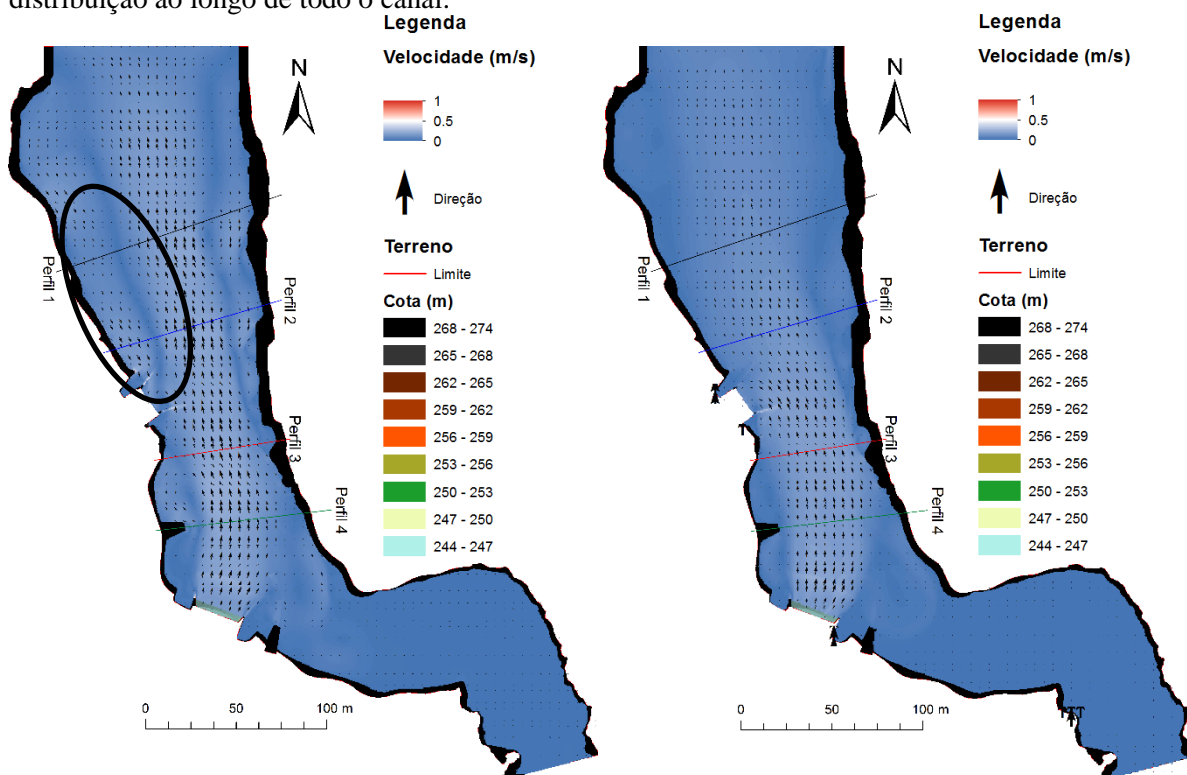 distribuição ao longo de todo o canal.
Legenda
Velocidade (m/s)
1
0.5
0
N
Direção
Terreno
Limite
Cota (m)
268 - 274
265 - 268
262 - 265
259 - 262
256 - 259
253 - 256
250 - 253
247 - 250
244 - 247
Perfil 1
Perfil 2
Perfil 3
Perfil 4
0 50 100 m
Legenda
Velocidade (m/s)
1
0.5
0
N
Direção
Terreno
Limite
Cota (m)
268 - 274
265 - 268
262 - 265
259 - 262
256 - 259
253 - 256
250 - 253
247 - 250
244 - 247
Perfil 1
Perfil 2
Perfil 3
Perfil 4
0 50 100 m